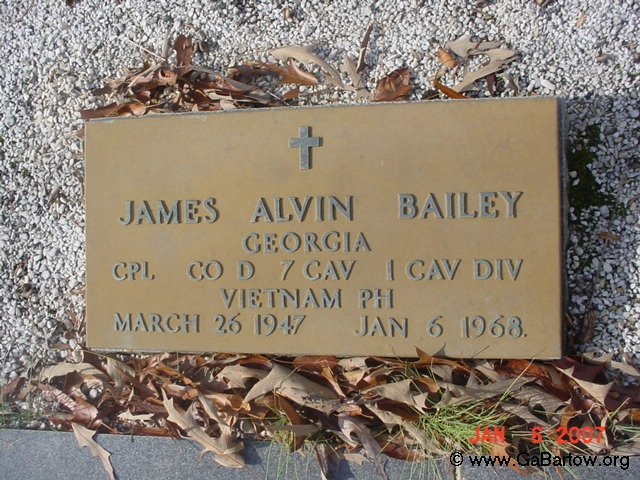 JAMES ALVIN BAILEY
GEORGIA
CPL CO D 7 CAV 1 CAV DIV
VIETNAM PH
MARCH 26 1947 JAN 6 1968.
JAN 6 2007
© www.GaBartow.org